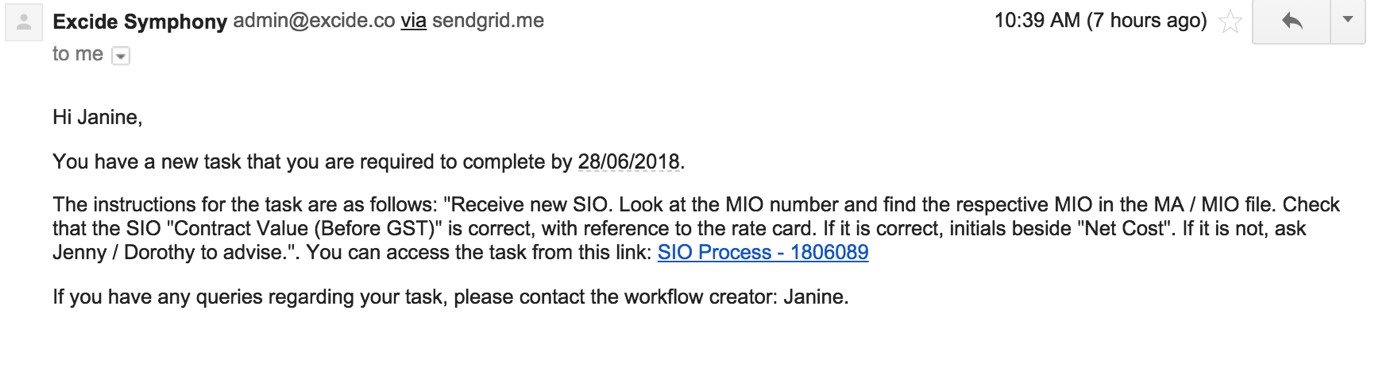 Excide Symphony admin@excide.co via sendgrid.me 10:39 AM (7 hours ago)
to me
Hi Janine,
You have a new task that you are required to complete by 28/06/2018.
The instructions for the task are as follows: "Receive new SIO. Look at the MIO number and find the respective MIO in the MA / MIO file. Check
that the SIO "Contract Value (Before GST)" is correct, with reference to the rate card. If it is correct, initials beside "Net Cost". If it is not, ask
Jenny / Dorothy to advise.". You can access the task from this link: SIO Process - 1806089
If you have any queries regarding your task, please contact the workflow creator: Janine.